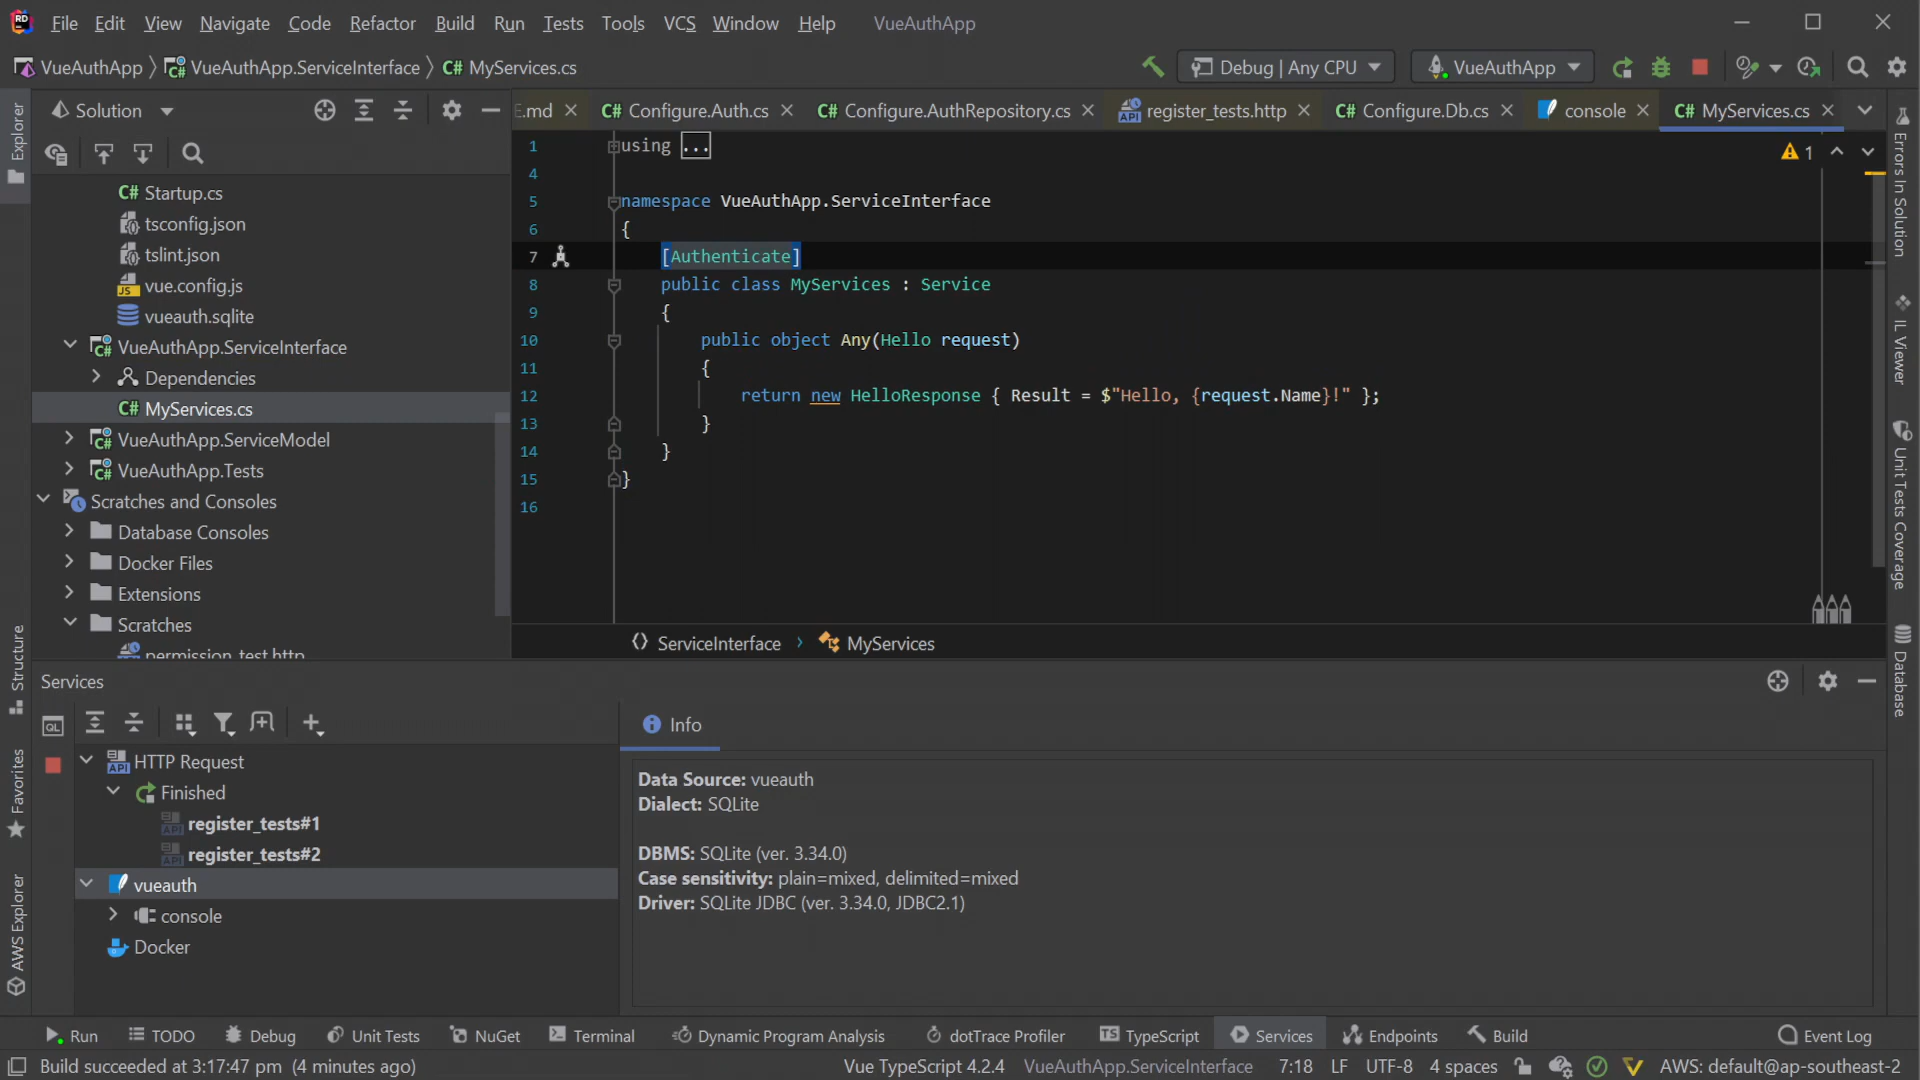 File Edit View Navigate Code Refactor Build Run Tests Tools VCS Window Help VueAuthApp
VueAuthApp VueAuthApp.ServiceInterface C# MyServices.cs Debug | Any CPU VueAuthApp
Explorer
Solution
E.md C# Configure.Auth.cs C# Configure.AuthRepository.cs API register_tests.http C# Configure.Db.cs console C# MyServices.cs
C# Startup.cs
tsconfig.json
tslint.json
JS vue.config.js
vueauth.sqlite
VueAuthApp.ServiceInterface
Dependencies
C# MyServices.cs
VueAuthApp.ServiceModel
VueAuthApp.Tests
Scratches and Consoles
Database Consoles
Docker Files
Extensions
Scratches
permission_test.http
1 using ...
4
5 namespace VueAuthApp.ServiceInterface
6 {
7 [Authenticate]
8 public class MyServices : Service
9 {
10 public object Any(Hello request)
11 {
12 return new HelloResponse { Result = $"Hello, {request.Name}!" };
13 }
14 }
15 }
16
1
ServiceInterface MyServices
Errors In Solution
IL Viewer
Unit Tests Coverage
Database
Structure
Favorites
AWS Explorer
Services
QL
API HTTP Request
Finished
API register_tests#1
API register_tests#2
vueauth
console
Docker
Info
Data Source: vueauth
Dialect: SQLite
DBMS: SQLite (ver. 3.34.0)
Case sensitivity: plain=mixed, delimited=mixed
Driver: SQLite JDBC (ver. 3.34.0, JDBC2.1)
Run TODO Debug Unit Tests NuGet Terminal Dynamic Program Analysis dotTrace Profiler TS TypeScript Services Endpoints Build Event Log
Build succeeded at 3:17:47 pm (4 minutes ago) Vue TypeScript 4.2.4 VueAuthApp.ServiceInterface 7:18 LF UTF-8 4 spaces AWS: default@ap-southeast-2